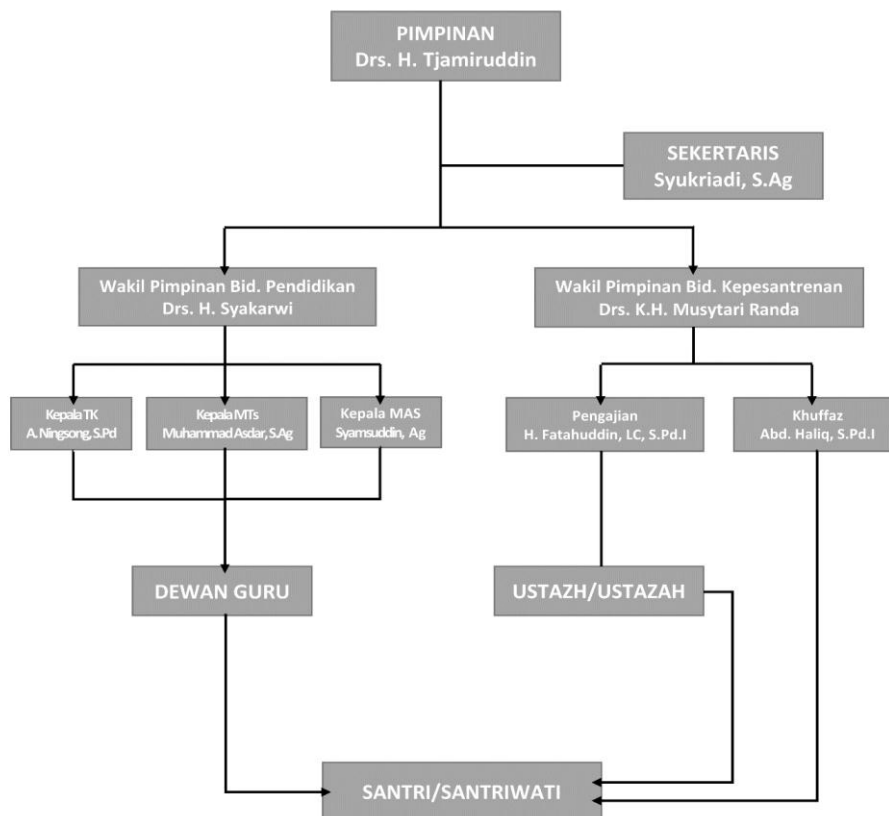 PIMPINAN
Drs. H. Tjamiruddin
SEKERTARIS
Syukriadi, S.Ag
Wakil Pimpinan Bid. Pendidikan
Drs. H. Syakarwi
Wakil Pimpinan Bid. Kepesantrenan
Drs. K.H. Musytari Randa
Kepala TK
A. Ningsong, S.Pd
Kepala MTs
Muhammad Asdar, S.Ag
Kepala MAS
Syamsuddin, Ag
Pengajian
H. Fatahuddin, LC, S.Pd.I
Khuffaz
Abd. Haliq, S.Pd.I
DEWAN GURU
USTAZH/USTAZAH
SANTRI/SANTRIWATI